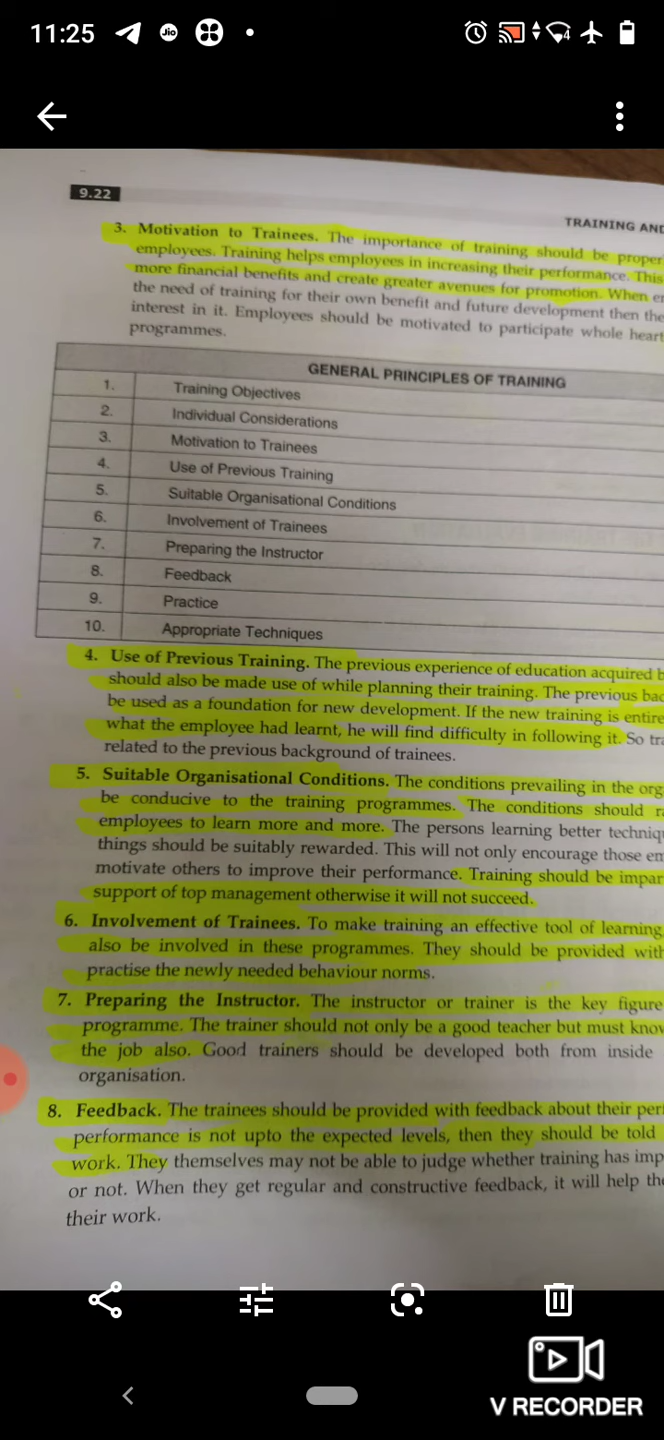 11:25
Jio
4
9.22
TRAINING AND
3. Motivation to Trainees. The importance of training should be proper
employees. Training helps employees in increasing their performance. This
more financial benefits and create greater avenues for promotion. When
the need of training for their own benefit and future development then the
interest in it. Employees should be motivated to participate whole heart
programmes.
GENERAL PRINCIPLES OF TRAINING
1. Training Objectives
2. Individual Considerations
3. Motivation to Trainees
4. Use of Previous Training
5. Suitable Organisational Conditions
6. Involvement of Trainees
7. Preparing the Instructor
8. Feedback
9. Practice
10. Appropriate Techniques
4. Use of Previous Training. The previous experience of education acquired b
should also be made use of while planning their training. The previous bac
be used as a foundation for new development. If the new training is entire
what the employee had learnt, he will find difficulty in following it. So tra
related to the previous background of trainees.
5. Suitable Organisational Conditions. The conditions prevailing in the org
be conducive to the training programmes. The conditions should ra
employees to learn more and more. The persons learning better techniqu
things should be suitably rewarded. This will not only encourage those em
motivate others to improve their performance. Training should be impar
support of top management otherwise it will not succeed.
6. Involvement of Trainees. To make training an effective tool of learning,
also be involved in these programmes. They should be provided with
practise the newly needed behaviour norms.
7. Preparing the Instructor. The instructor or trainer is the key figure
programme. The trainer should not only be a good teacher but must know
the job also. Good trainers should be developed both from inside
organisation.
8. Feedback. The trainees should be provided with feedback about their per
performance is not upto the expected levels, then they should be told
work. They themselves may not be able to judge whether training has imp
or not. When they get regular and constructive feedback, it will help the
their work.
V RECORDER